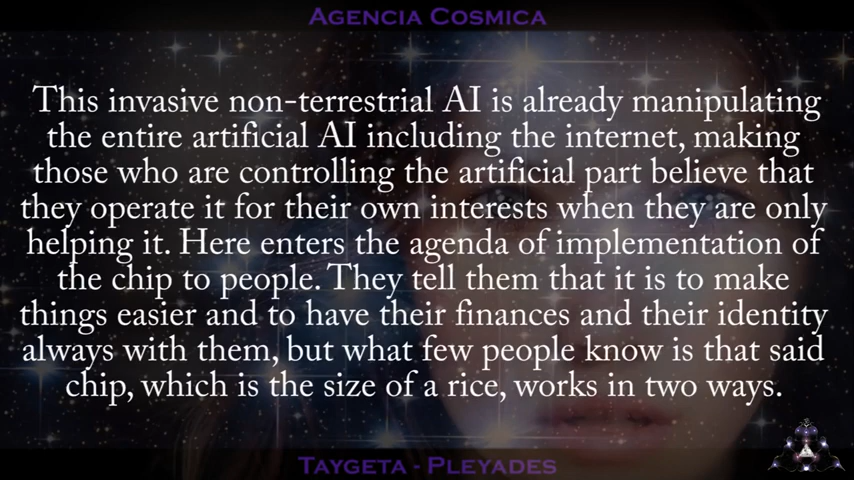 AGENCIA COSMICA
This invasive non-terrestrial AI is already manipulating
the entire artificial AI including the internet, making
those who are controlling the artificial part believe that
they operate it for their own interests when they are only
helping it. Here enters the agenda of implementation of
the chip to people. They tell them that it is to make
things easier and to have their finances and their identity
always with them, but what few people know is that said
chip, which is the size of a rice, works in two ways.
TAYGETA - PLEYADES